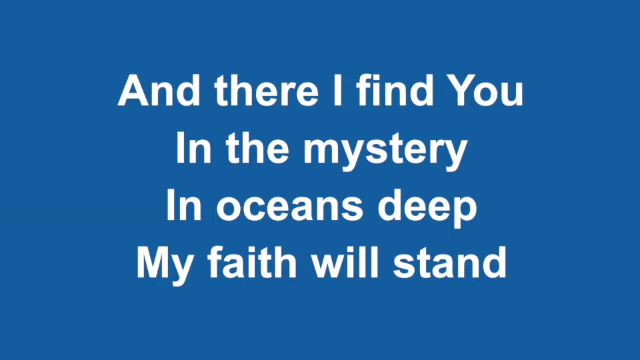 And there I find You
In the mystery
In oceans deep
My faith will stand